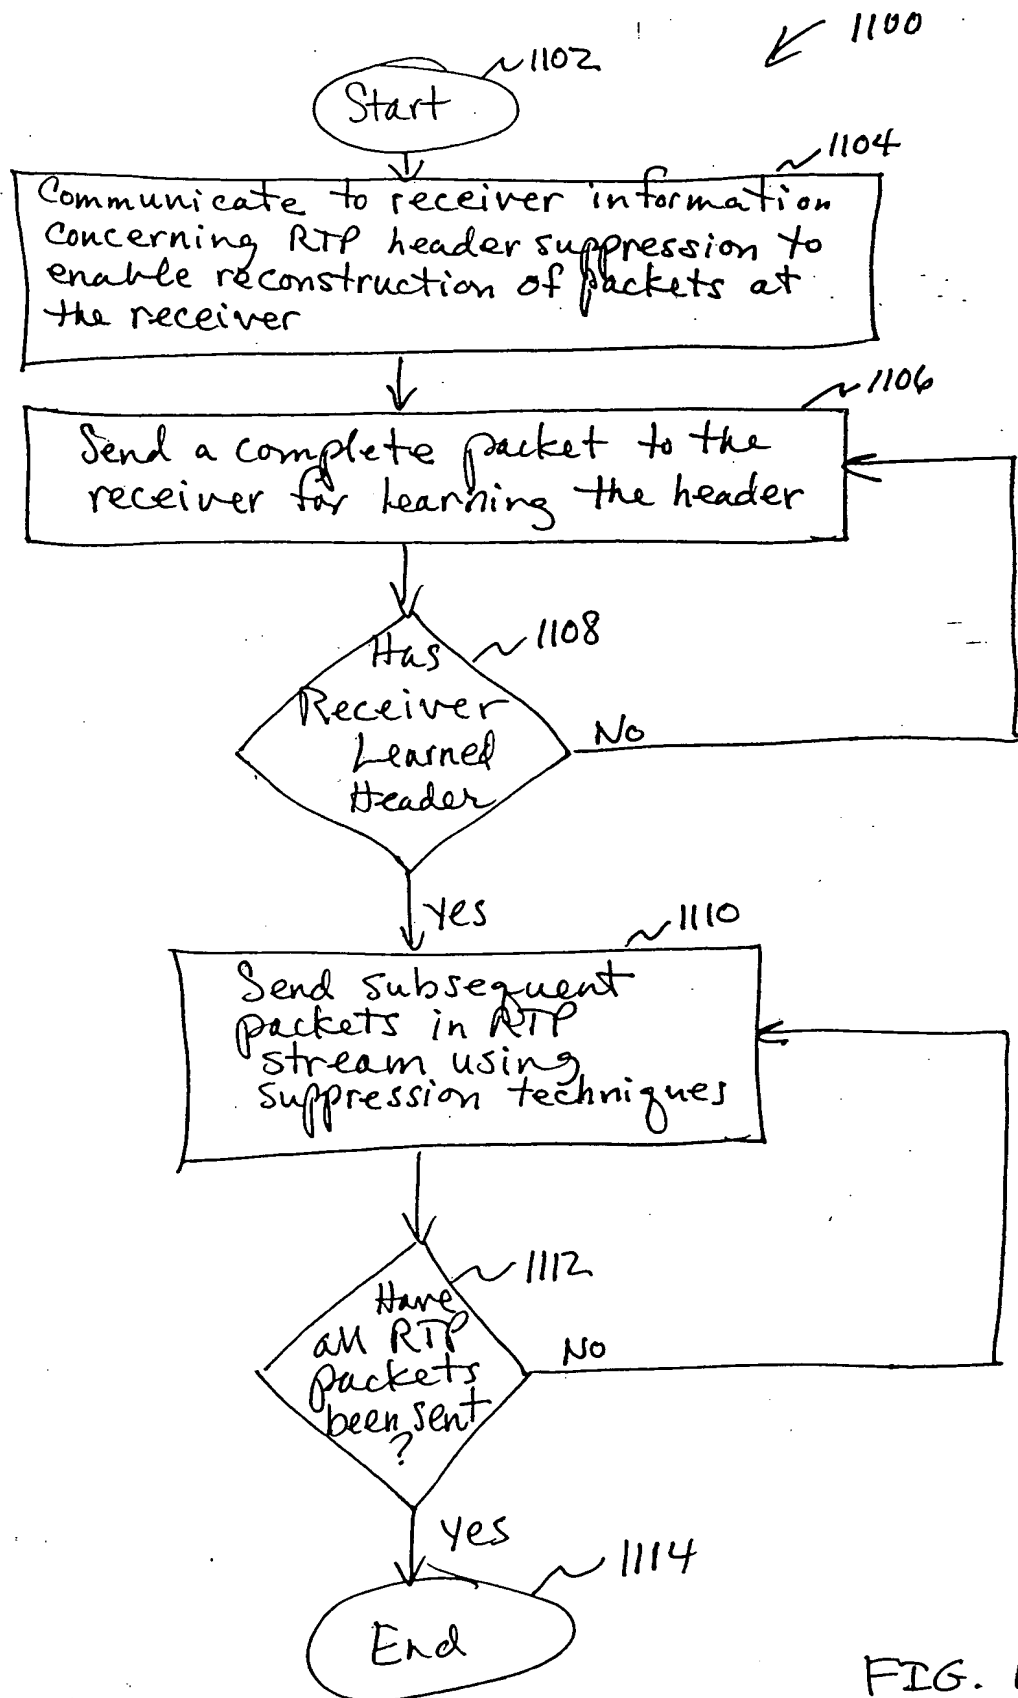 1100
1102
Start
1104
Communicate to receiver information
concerning RTP header suppression to
enable reconstruction of packets at
the receiver
1106
Send a complete packet to the
receiver for learning the header
1108
Has
Receiver
Learned
Header
No
Yes
1110
Send subsequent
packets in RTP
stream using
suppression techniques
1112
Have
all RTP
packets
been sent
?
No
Yes
1114
End
FIG.